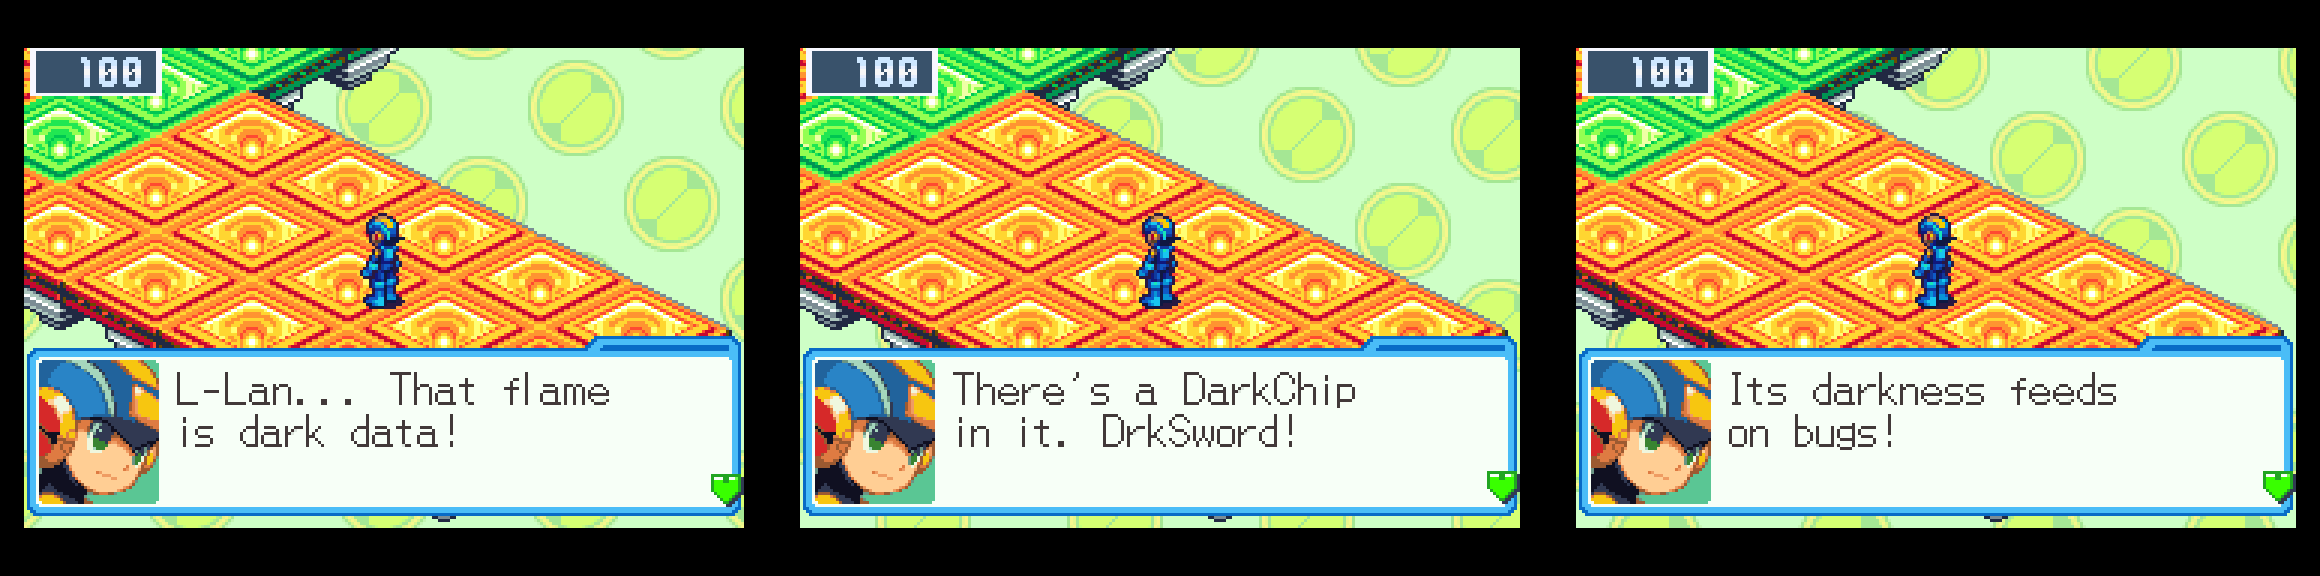 100
L-Lan... That flame
is dark data!
100
There's a DarkChip
in it. DrkSword!
100
Its darkness feeds
on bugs!